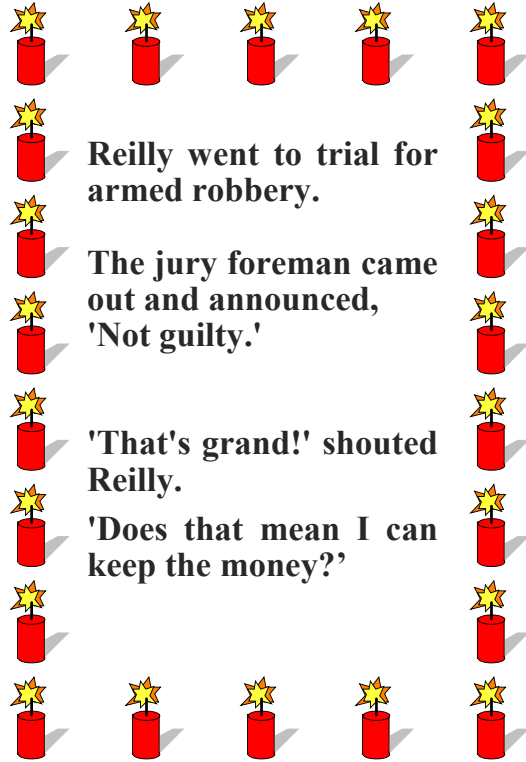 Reilly went to trial for
armed robbery.
The jury foreman came
out and announced,
'Not guilty.'
'That's grand!' shouted
Reilly.
'Does that mean I can
keep the money?’